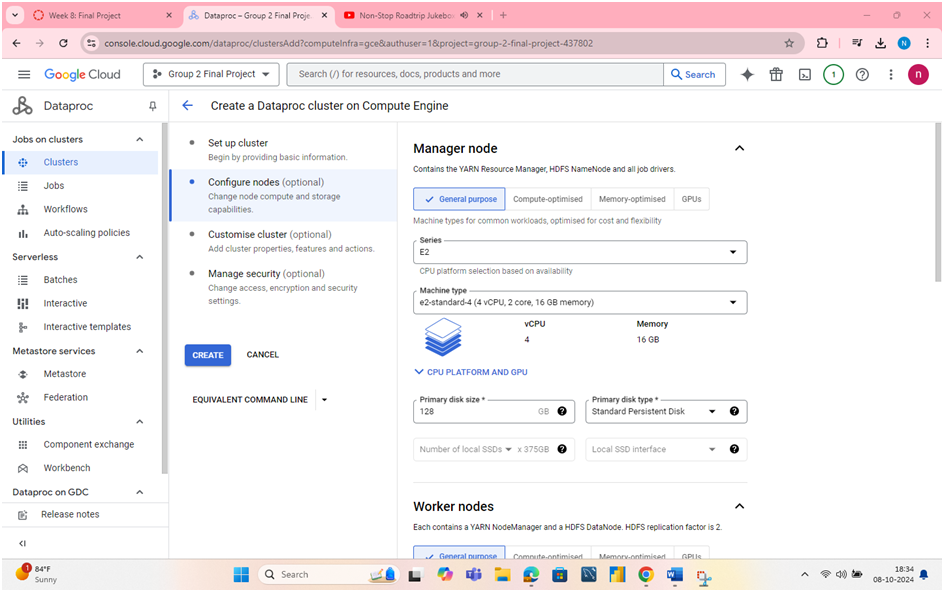 Week 8: Final Project
Dataproc – Group 2 Final Proje
Non-Stop Roadtrip Jukebo
console.cloud.google.com/dataproc/clustersAdd?computeInfra=gce&authuser=1&project=group-2-final-project-437802
N
Google Cloud
Group 2 Final Project
Search (/) for resources, docs, products and more
Search
1
n
Dataproc
Create a Dataproc cluster on Compute Engine
Jobs on clusters
Clusters
Jobs
Workflows
Auto-scaling policies
Serverless
Batches
Interactive
Interactive templates
Metastore services
Metastore
Federation
Utilities
Component exchange
Workbench
Dataproc on GDC
Release notes
Set up cluster
Begin by providing basic information.
Configure nodes (optional)
Change node compute and storage
capabilities.
Customise cluster (optional)
Add cluster properties, features and actions.
Manage security (optional)
Change access, encryption and security
settings.
CREATE
CANCEL
EQUIVALENT COMMAND LINE
Manager node
Contains the YARN Resource Manager, HDFS NameNode and all job drivers.
General purpose
Compute-optimised
Memory-optimised
GPUs
Machine types for common workloads, optimised for cost and flexibility
Series
E2
CPU platform selection based on availability
Machine type
e2-standard-4 (4 vCPU, 2 core, 16 GB memory)
vCPU
Memory
4
16 GB
CPU PLATFORM AND GPU
Primary disk size *
Primary disk type *
128
GB
Standard Persistent Disk
Number of local SSDs
x 375GB
Local SSD interface
Worker nodes
Each contains a YARN NodeManager and a HDFS DataNode. HDFS replication factor is 2.
General purpose
Compute-optimised
Memory-optimised
GPUs
1
84°F
Sunny
Search
18:34
08-10-2024